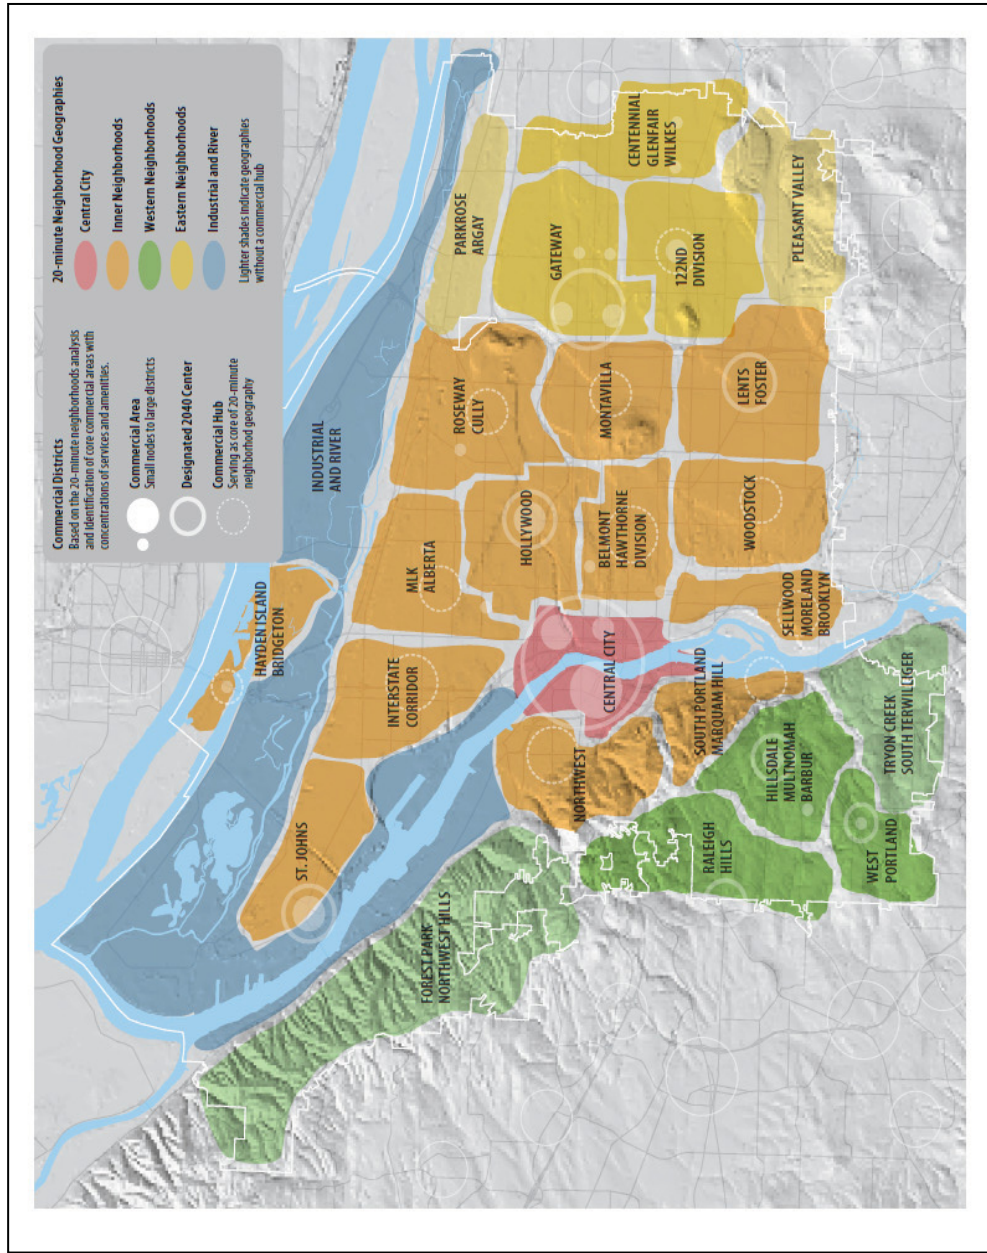 Commercial Districts
Based on the 20-minute neighborhoods analysis
and identification of core commercial areas with
concentrations of services and amenities.
Commercial Area
Small nodes to large districts
Designated 2040 Center
Commercial Hub
Serving as core of 20-minute
neighborhod geography
20-minute Neighborhood Geographies
Central City
Inner Neighborhoods
Western Neighborhoods
Eastern Neighborhoods
Industrial and River
Lighter shades indicate geographies
without a commercial hub
HAYDEN ISLAND
BRIDGETON
INDUSTRIAL
AND RIVER
ST. JOHNS
INTERSTATE
CORRIDOR
MLK
ALBERTA
ROSEWAY
CULLY
PARKROSE
ARGAY
FOREST PARK
NORTHWEST HILLS
NORTHWEST
CENTRAL CITY
HOLLYWOOD
BELMONT
HAWTHORNE
DIVISION
MONTAVILLA
GATEWAY
122ND
DIVISION
CENTENNIAL
GLENFAIR
WILKES
SOUTH PORTLAND
MARQUAM HILL
RALEIGH
HILLS
HILLSDALE
MULTNOMAH
BARBUR
WEST
PORTLAND
TRYON CREEK
SOUTH TERWILLIGER
SELLWOOD
MORELAND
BROOKLYN
WOODSTOCK
LENTS
FOSTER
PLEASANT VALLEY